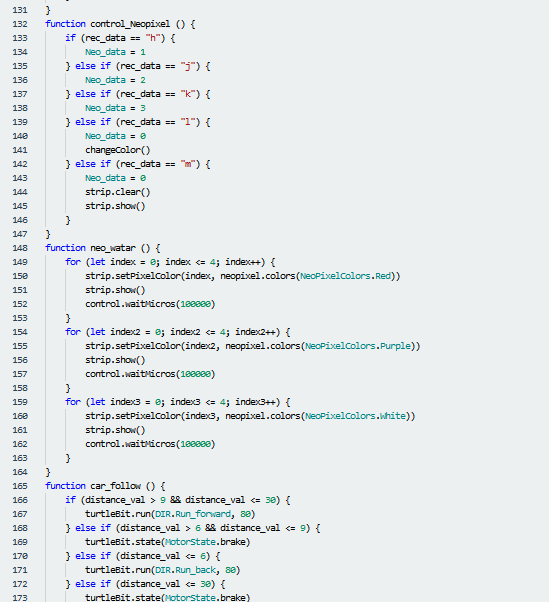 131 }
132 function control_Neopixel () {
133     if (rec_data == "h") {
134         Neo_data = 1
135     } else if (rec_data == "j") {
136         Neo_data = 2
137     } else if (rec_data == "k") {
138         Neo_data = 3
139     } else if (rec_data == "l") {
140         Neo_data = 0
141         changeColor()
142     } else if (rec_data == "m") {
143         Neo_data = 0
144         strip.clear()
145         strip.show()
146     }
147 }
148 function neo_watar () {
149     for (let index = 0; index <= 4; index++) {
150         strip.setPixelColor(index, neopixel.colors(NeoPixelColors.Red))
151         strip.show()
152         control.waitMicros(100000)
153     }
154     for (let index2 = 0; index2 <= 4; index2++) {
155         strip.setPixelColor(index2, neopixel.colors(NeoPixelColors.Purple))
156         strip.show()
157         control.waitMicros(100000)
158     }
159     for (let index3 = 0; index3 <= 4; index3++) {
160         strip.setPixelColor(index3, neopixel.colors(NeoPixelColors.White))
161         strip.show()
162         control.waitMicros(100000)
163     }
164 }
165 function car_follow () {
166     if (distance_val > 9 && distance_val <= 30) {
167         turtleBit.run(DIR.Run_forward, 80)
168     } else if (distance_val > 6 && distance_val <= 9) {
169         turtleBit.state(MotorState.brake)
170     } else if (distance_val <= 6) {
171         turtleBit.run(DIR.Run_back, 80)
172     } else if (distance_val <= 30) {
173         turtleBit.state(MotorState.brake)